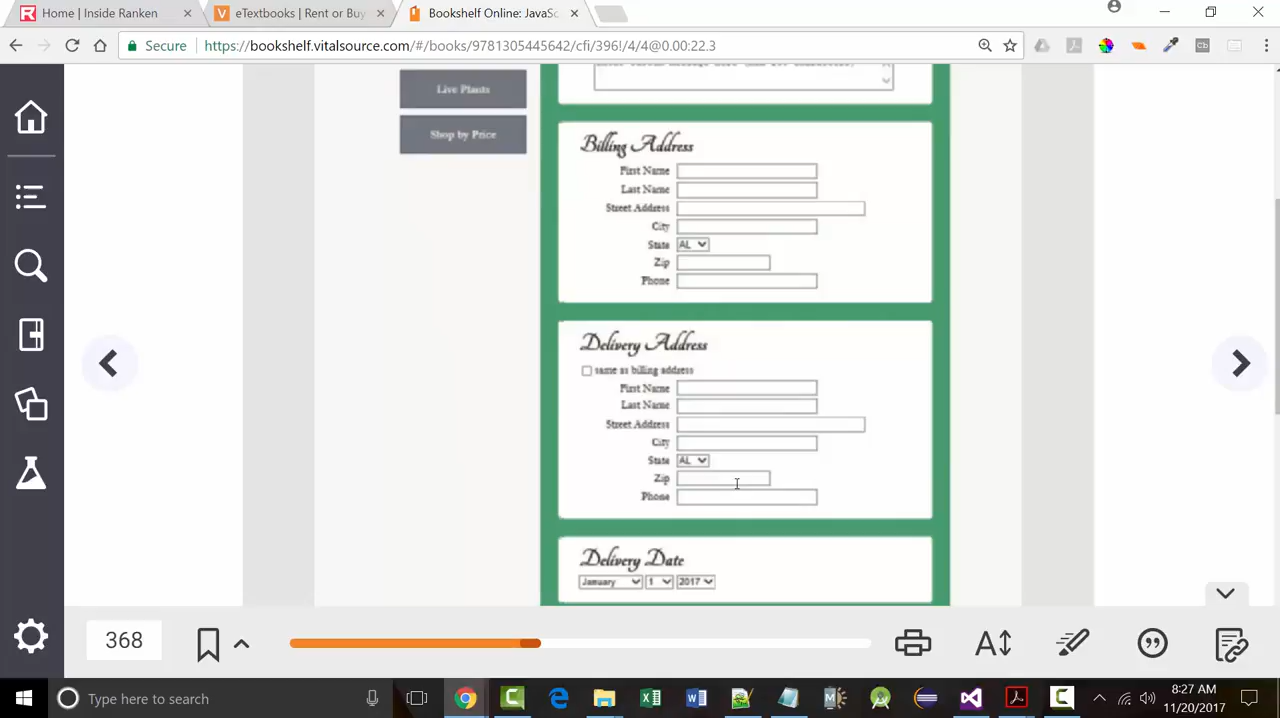 Home | Inside Ranken
eTextbooks | Rent or Buy
Bookshelf Online: JavaSc
Secure
https://bookshelf.vitalsource.com/#/books/9781305445642/cfi/396!/4/4@0.00:22.3
Cb
Live Plants
Shop by Price
Billing Address
First Name
Last Name
Street Address
City
State AL
Zip
Phone
Delivery Address
same as billing address
First Name
Last Name
Street Address
City
State AL
Zip
Phone
Delivery Date
January 1 2017
368
Type here to search
8:27 AM
11/20/2017